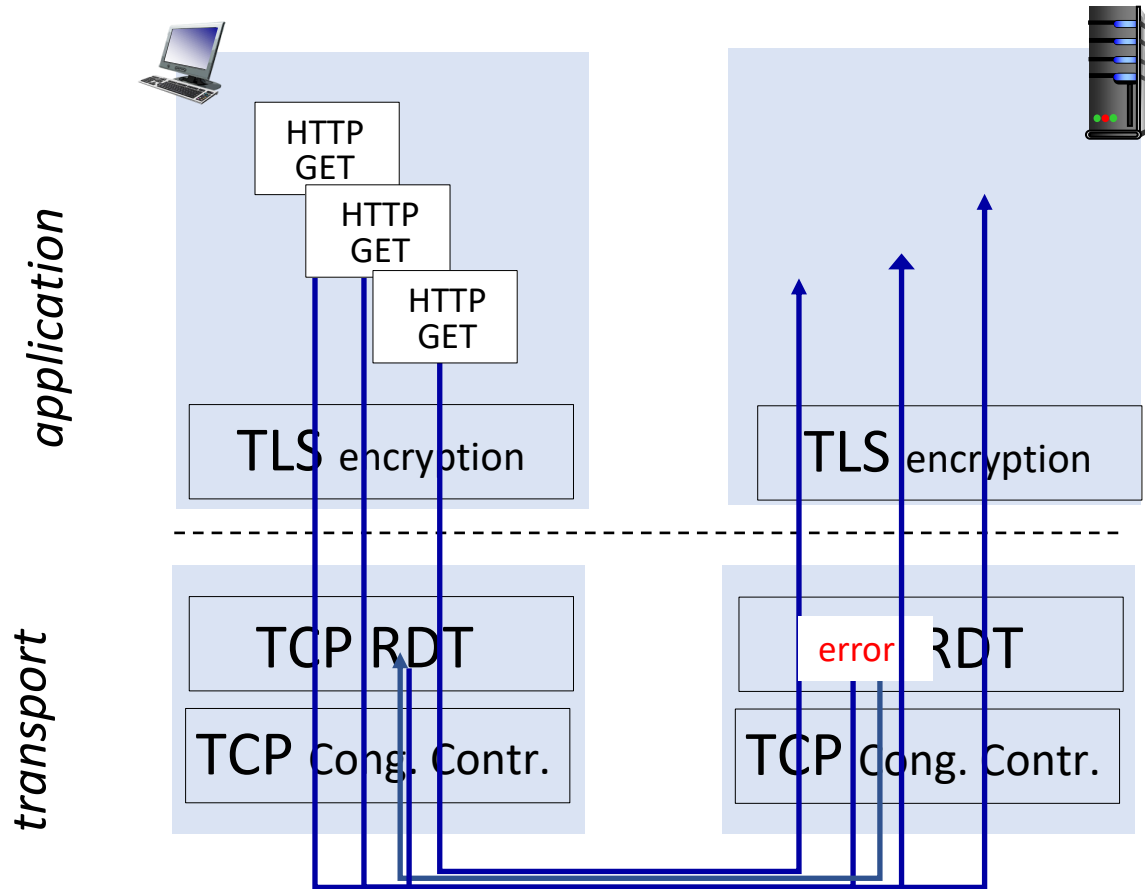 HTTP
GET
HTTP
GET
HTTP
GET
application
TLS encryption
TLS encryption
transport
TCP RDT
error RDT
TCP Cong. Contr.
TCP Cong. Contr.